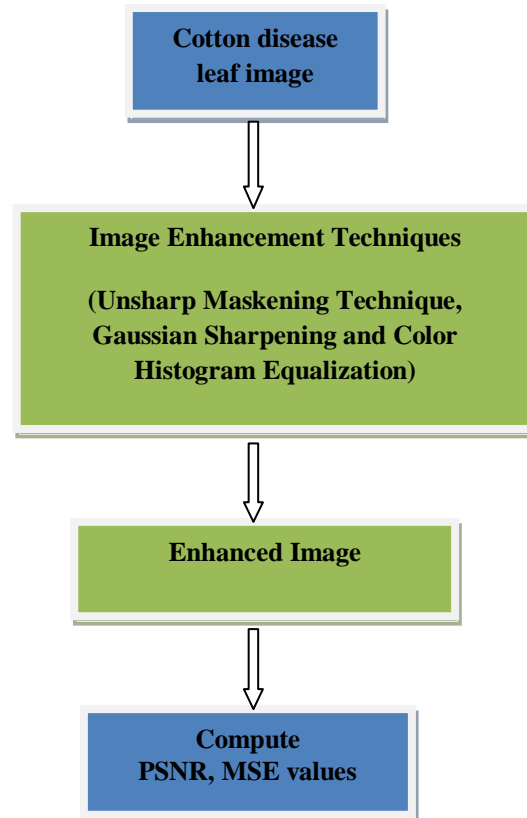 Cotton disease
leaf image
Image Enhancement Techniques
(Unsharp Maskening Technique,
Gaussian Sharpening and Color
Histogram Equalization)
Enhanced Image
Compute
PSNR, MSE values